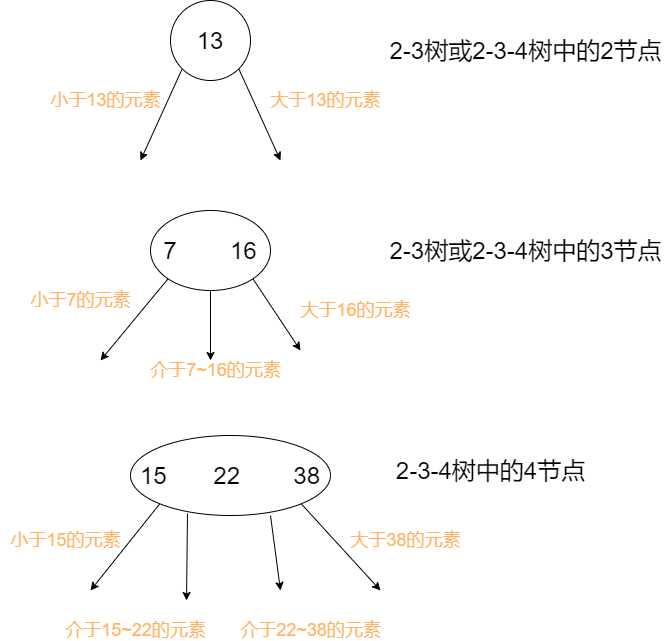 13
2-3树或2-3-4树中的2节点
小于13的元素
大于13的元素
7 16
2-3树或2-3-4树中的3节点
小于7的元素
大于16的元素
介于7~16的元素
15 22 38
2-3-4树中的4节点
小于15的元素
大于38的元素
介于15~22的元素
介于22~38的元素